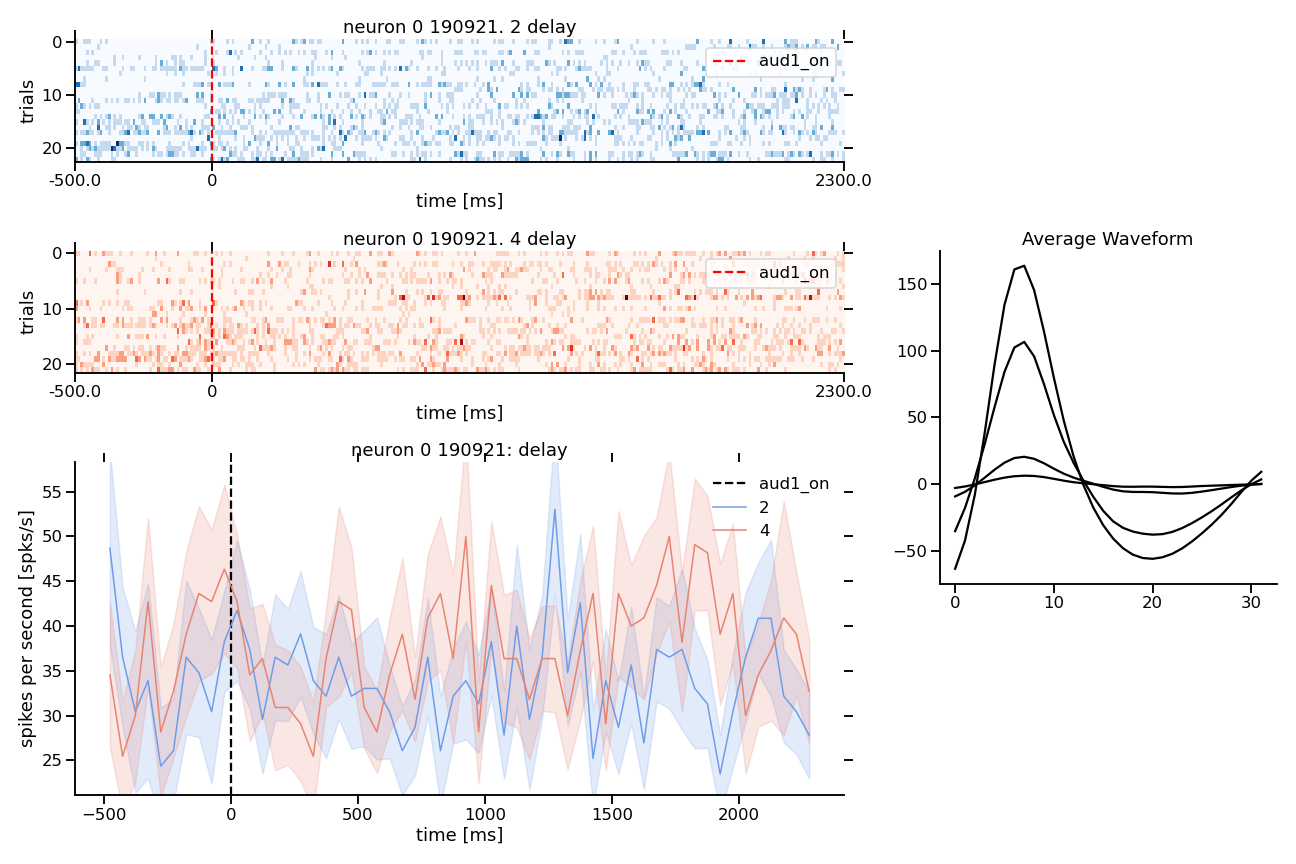 neuron 0 190921. 2 delay
0
10
20
trials
aud1_on
-500.0
0
2300.0
time [ms]
neuron 0 190921. 4 delay
0
10
20
trials
aud1_on
-500.0
0
2300.0
time [ms]
neuron 0 190921: delay
55
50
45
40
35
30
25
spikes per second [spks/s]
aud1_on
2
4
−500
0
500
1000
1500
2000
time [ms]
Average Waveform
150
100
50
0
−50
0
10
20
30